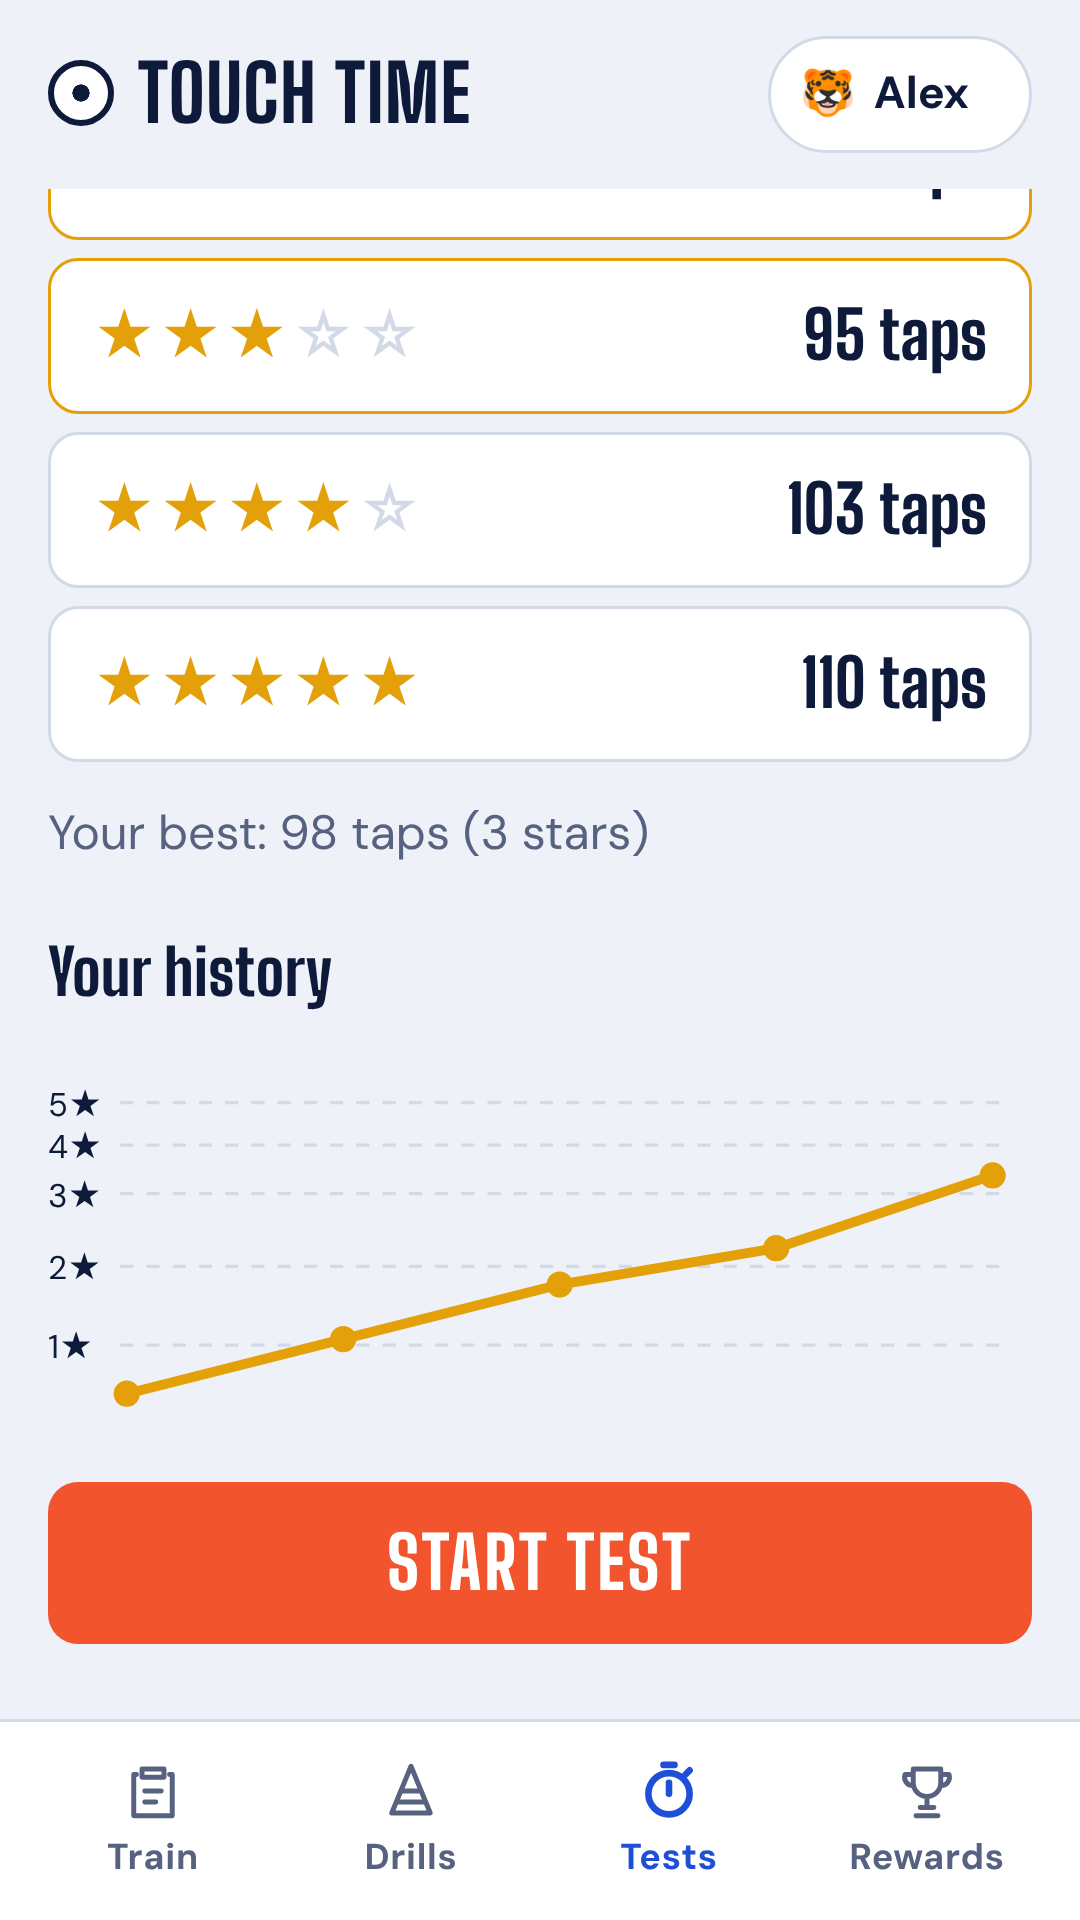 TOUCH TIME
🐯 Alex
★★★☆☆ 95 taps
★★★★☆ 103 taps
★★★★★ 110 taps
Your best: 98 taps (3 stars)
Your history
5★
4★
3★
2★
1★
START TEST
Train Drills Tests Rewards